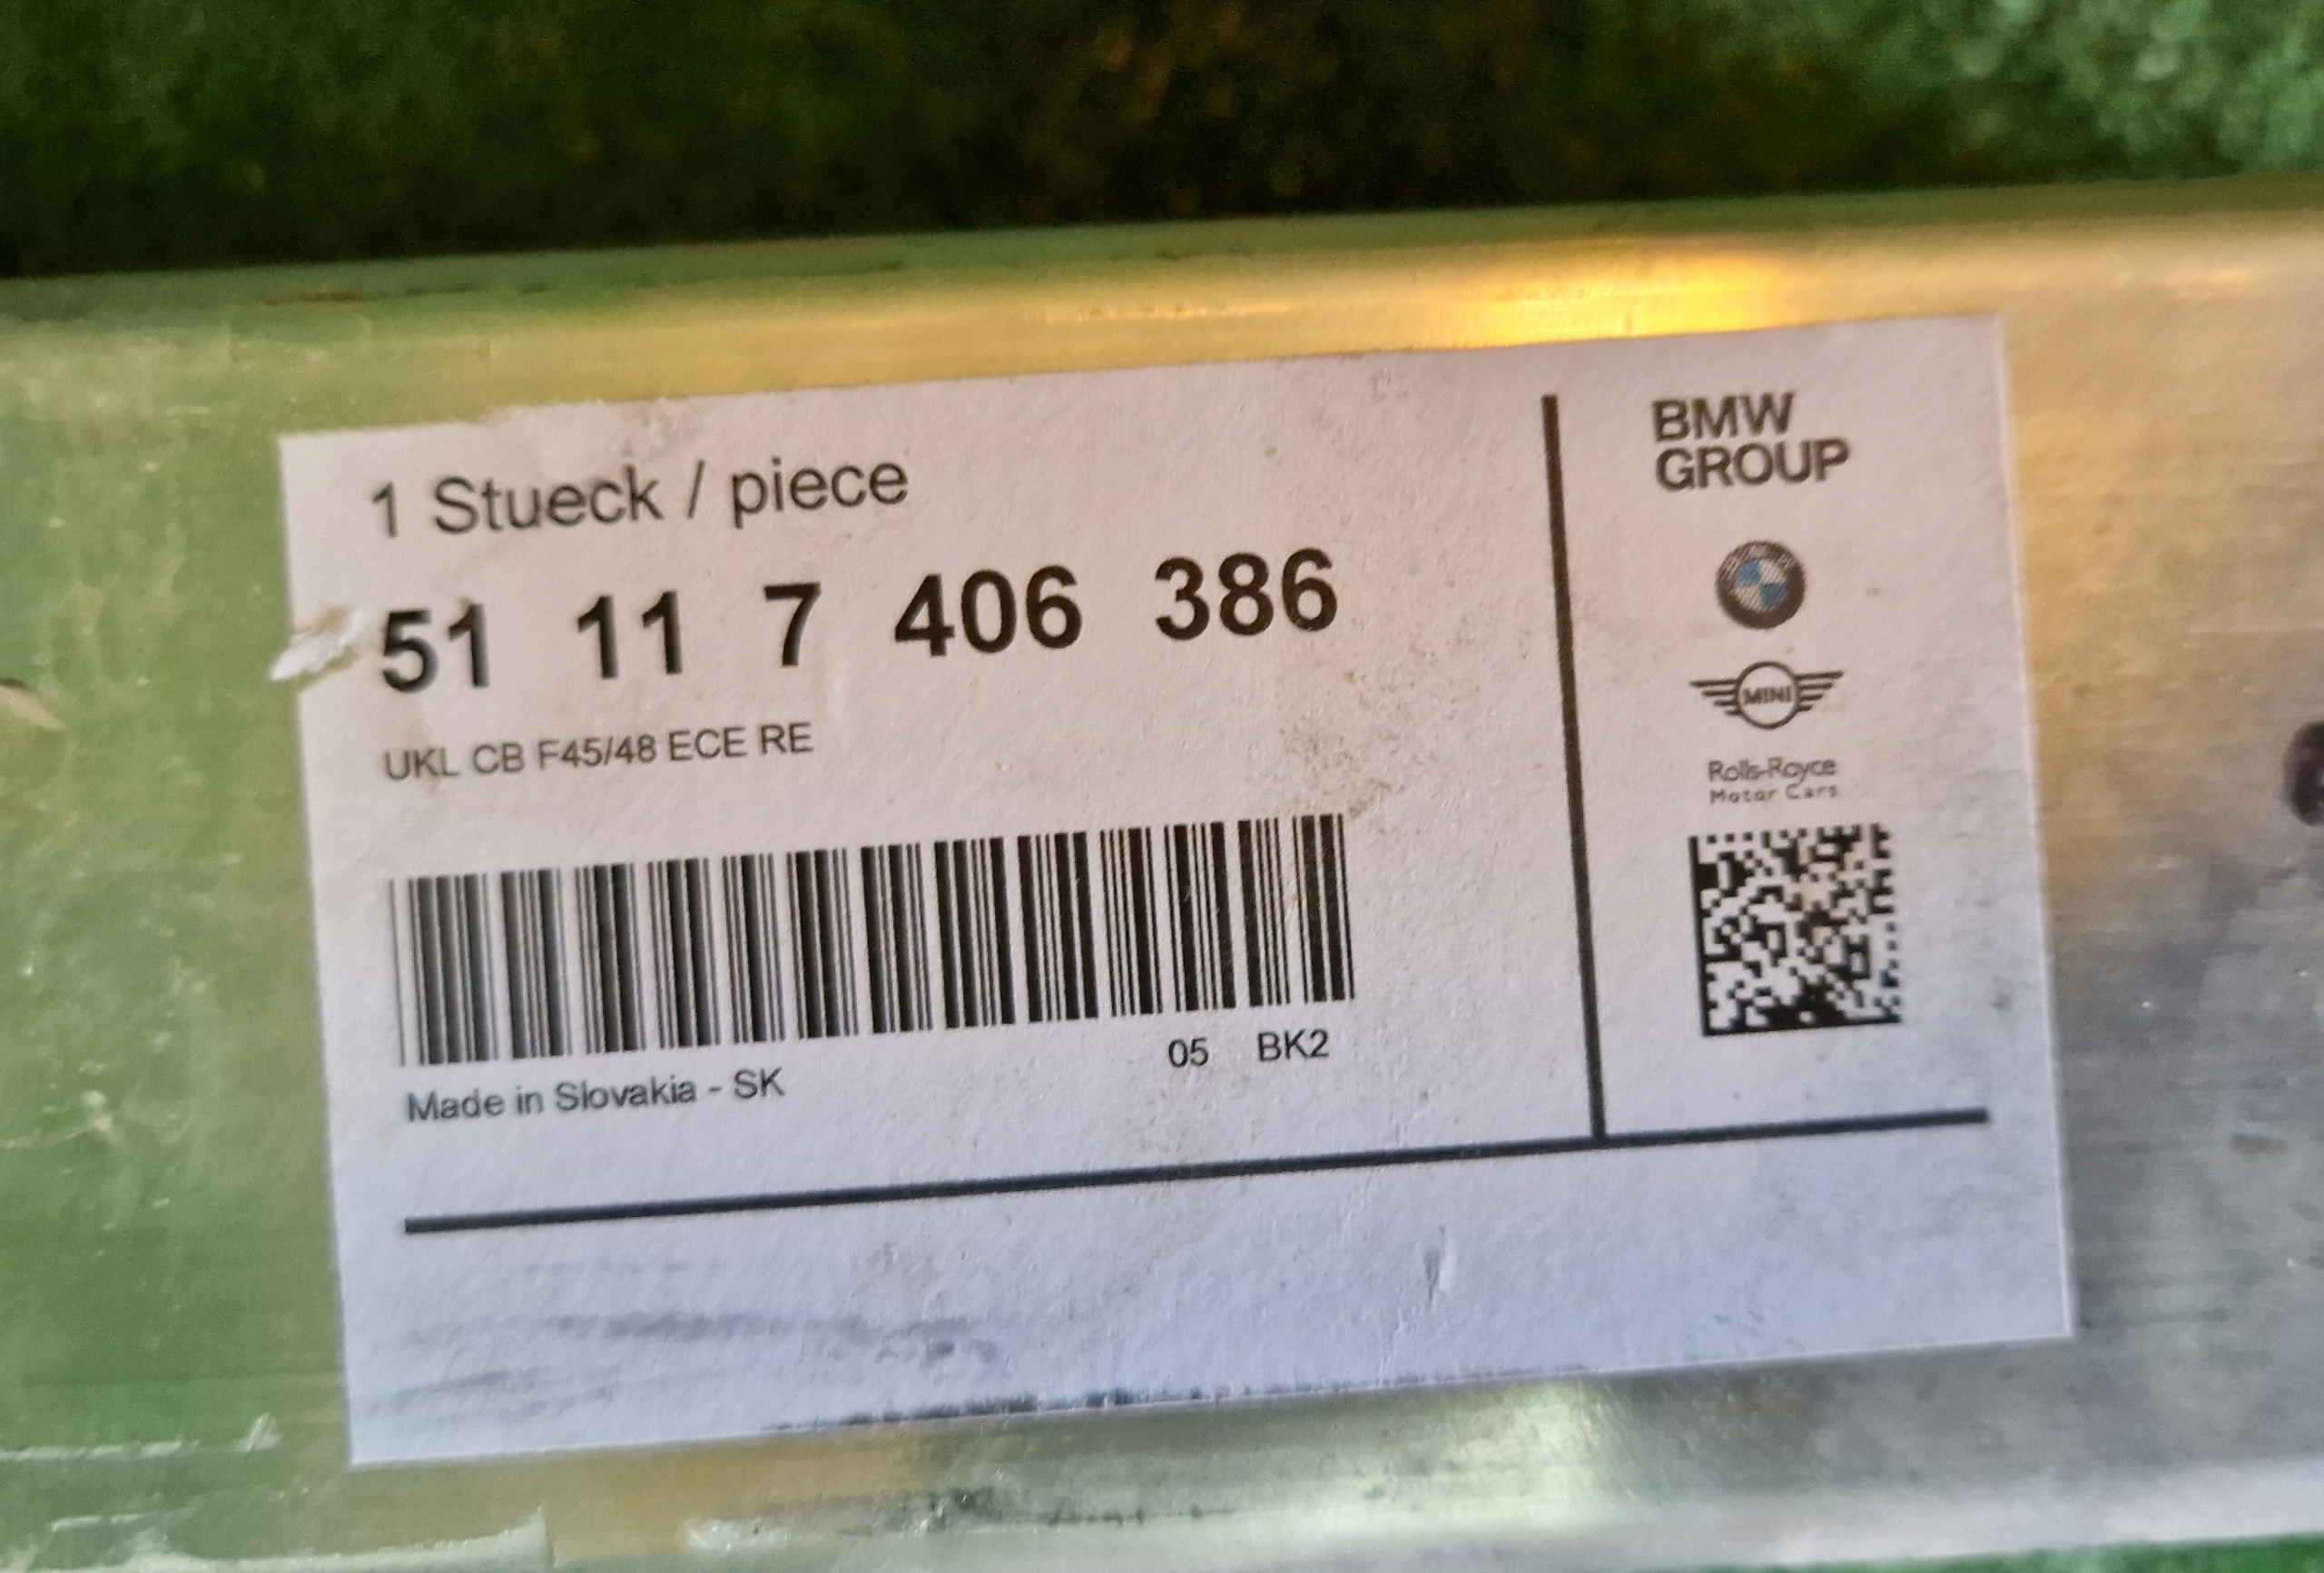 1 Stueck / piece
51 11 7 406 386
UKL CB F45/48 ECE RE
05 BK2
Made in Slovakia - SK
BMW
GROUP
MINI
Rolls-Royce
Motor Cars